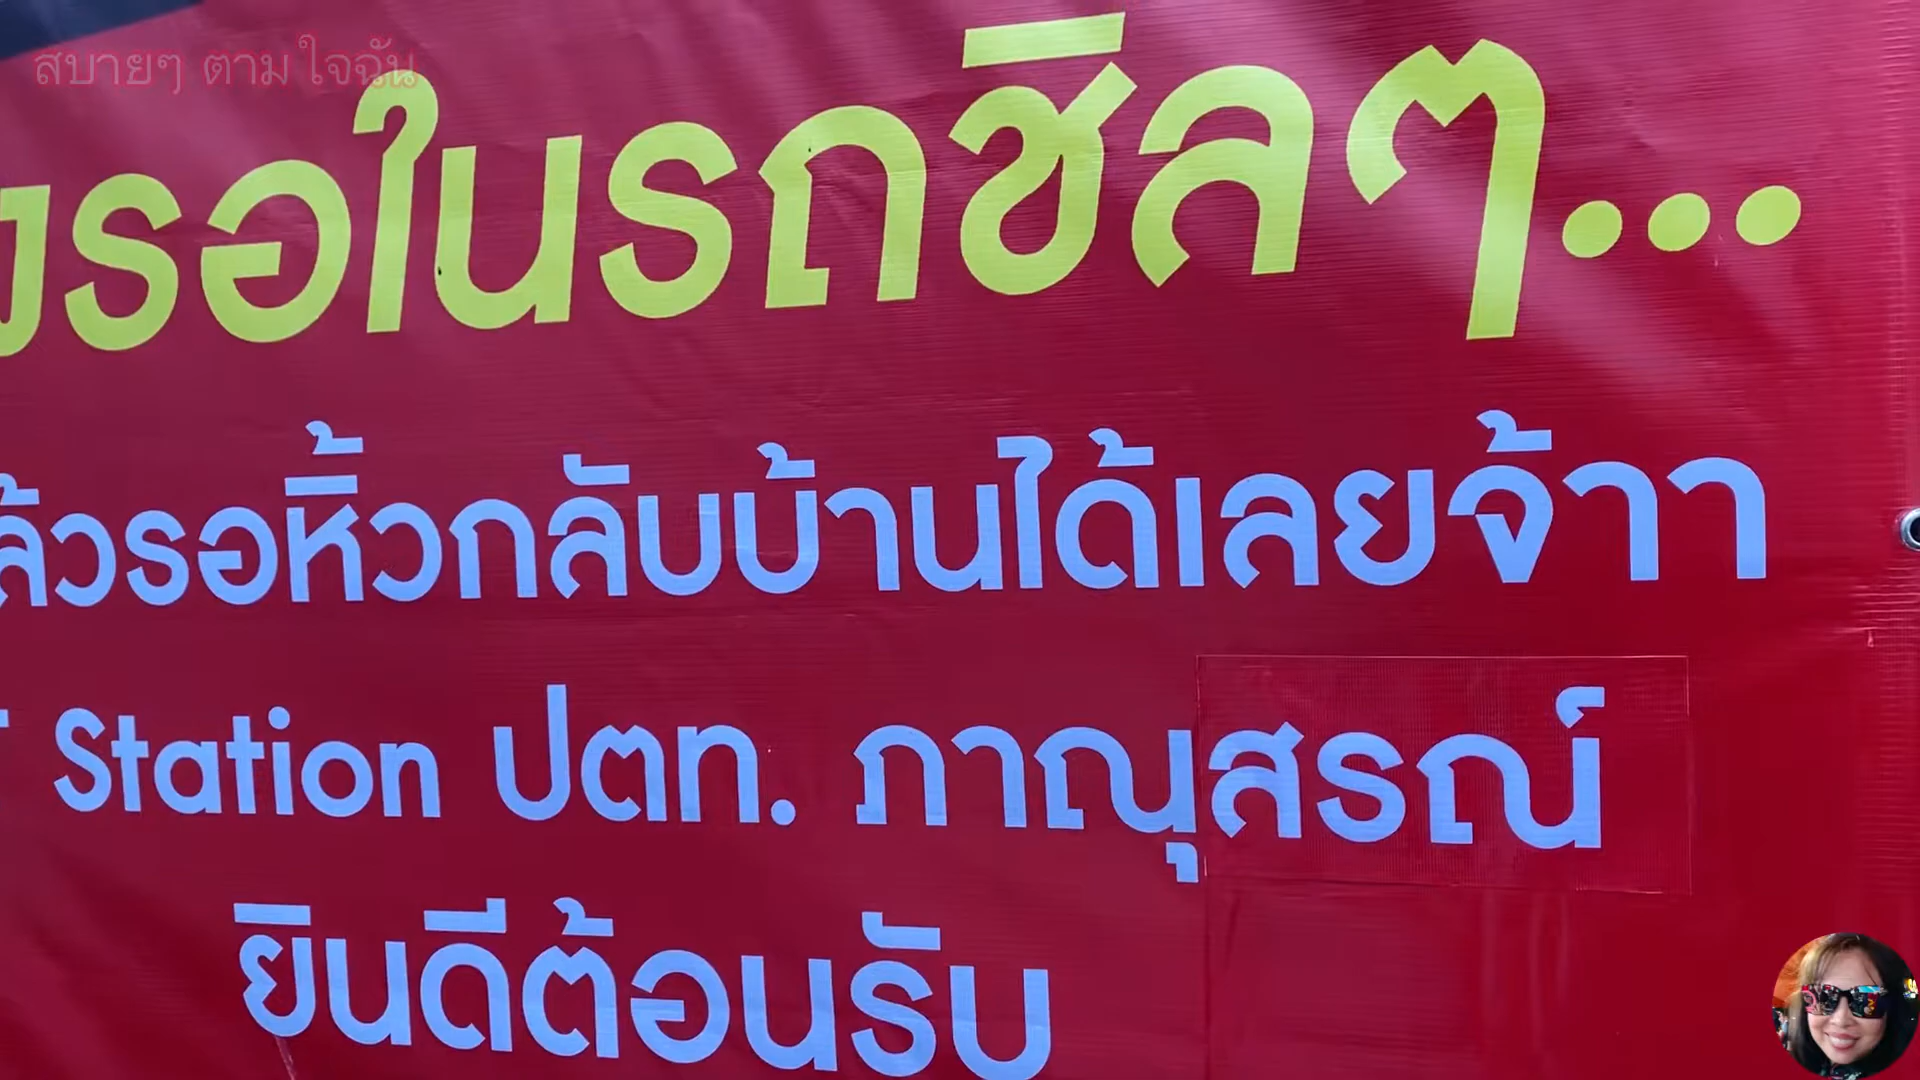 สบายๆ ตามใจฉัน
รอในรถชิลๆ...
รอหิ้วกลับบ้านได้เลยจ้าา
Station ปตท. ภาณุสรณ์
ยินดีต้อนรับ